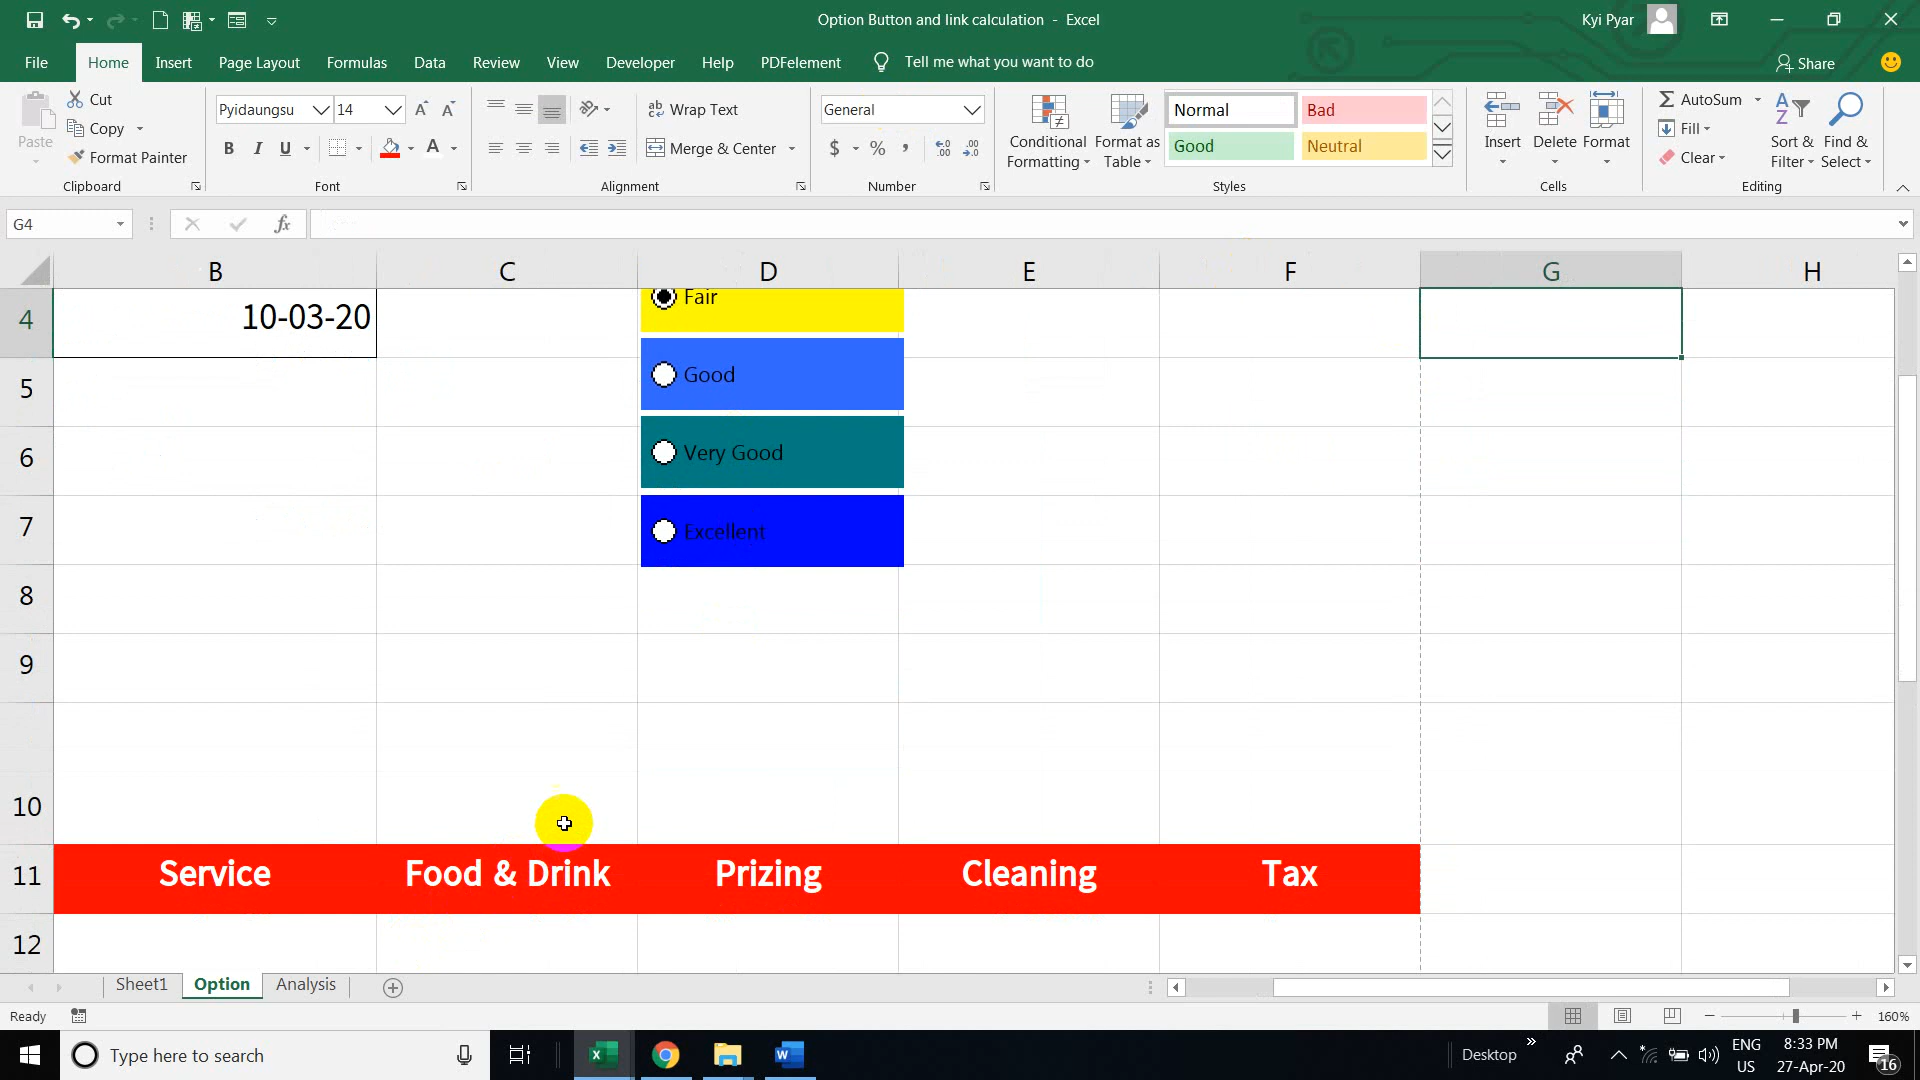 Option Button and link calculation - Excel
Kyi Pyar
File Home Insert Page Layout Formulas Data Review View Developer Help PDFelement Tell me what you want to do Share
Cut
Copy
Format Painter
Paste
Clipboard
Pyidaungsu 14
B I U
Font
Wrap Text
Merge & Center
Alignment
General
$ % ,
Number
Conditional Formatting
Format as Table
Normal Bad
Good Neutral
Styles
Insert Delete Format
Cells
AutoSum
Fill
Clear
Sort & Filter
Find & Select
Editing
G4
fx
B C D E F G H
4 10-03-20 Fair
5 Good
6 Very Good
7 Excellent
8
9
10
11 Service Food & Drink Prizing Cleaning Tax
12
Sheet1 Option Analysis
Ready
160%
Type here to search
Desktop
ENG
US
8:33 PM
27-Apr-20
16